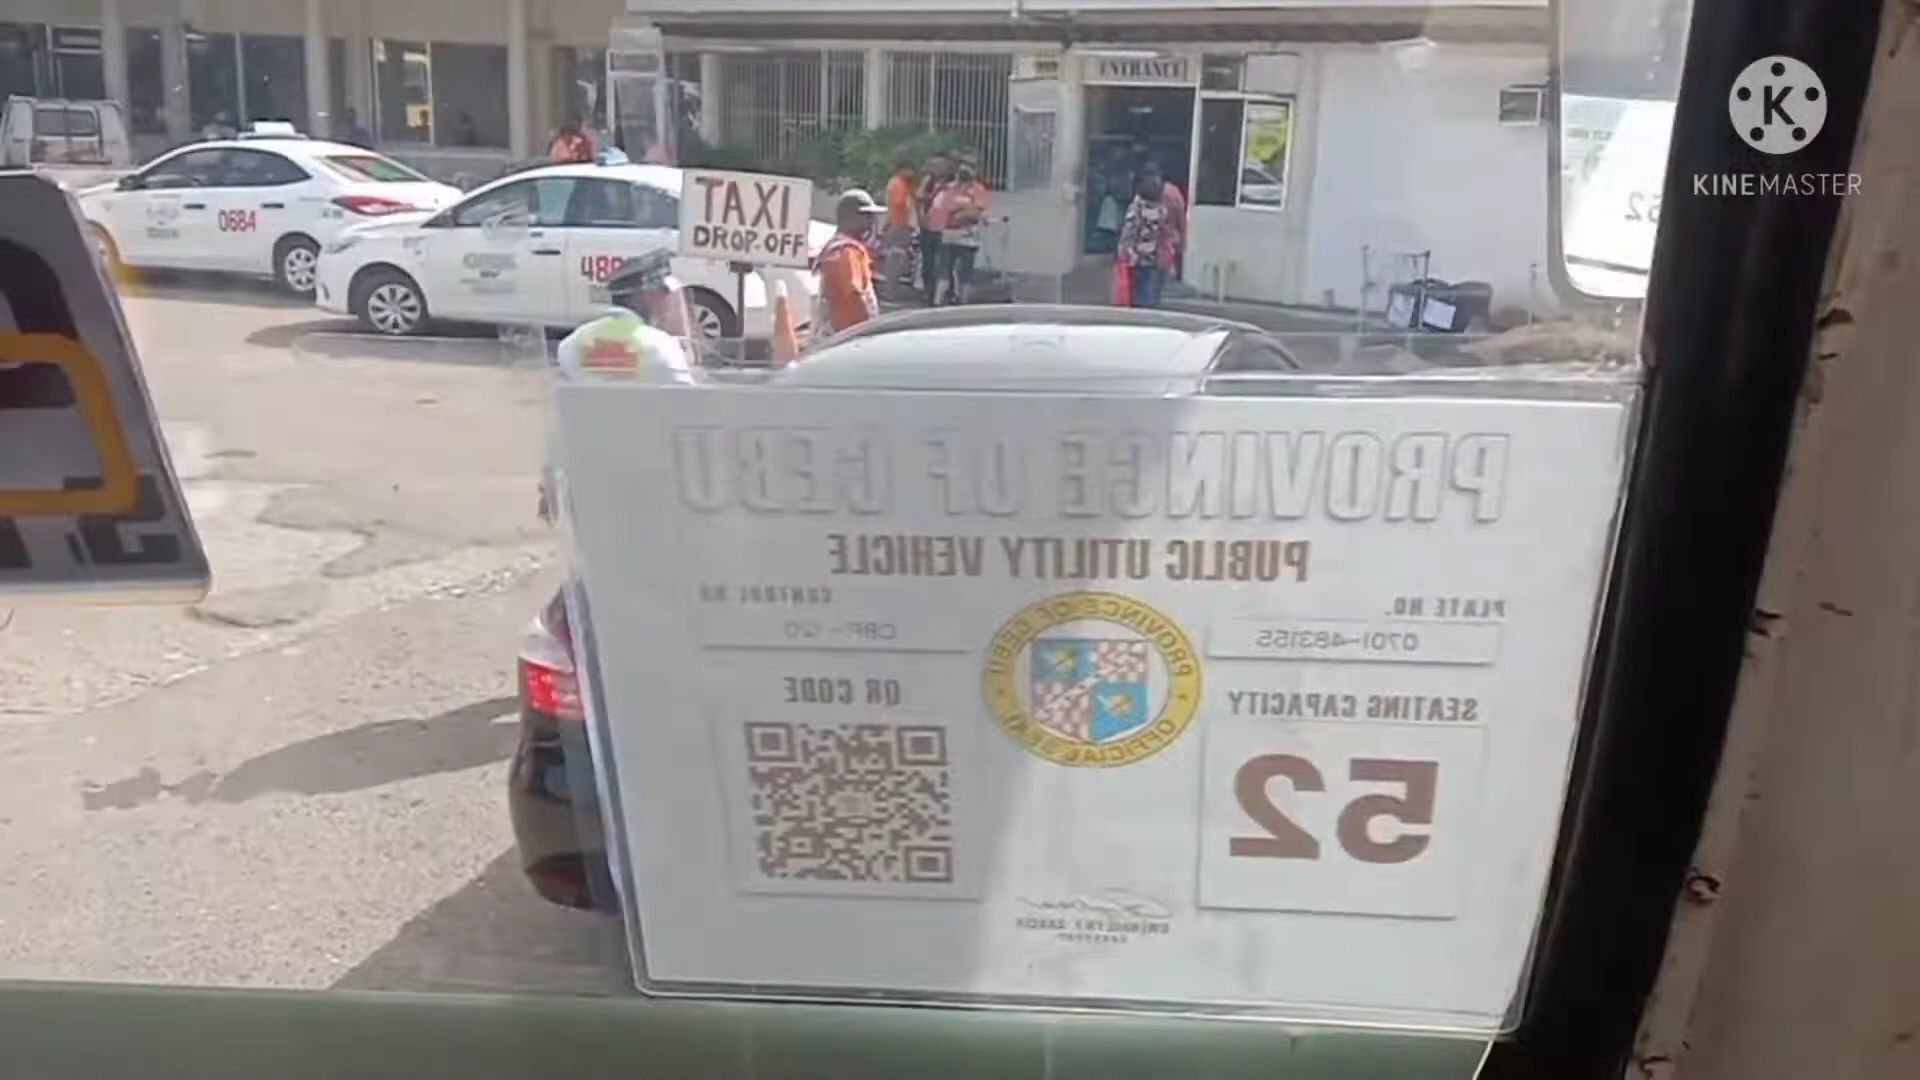 ENTRANCE
KINEMASTER
TAXI
DROP-OFF
0684
PROVINCE OF CEBU
PUBLIC UTILITY VEHICLE
PLATE NO.
CONTROL NO
0701-483155
SEATING CAPACITY
QR CODE
PROVINCE OF CEBU
OFFICIAL SEAL
52